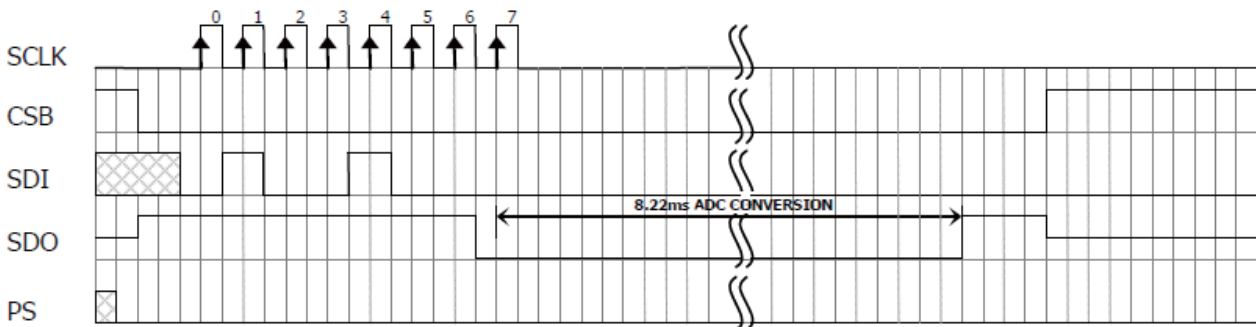 0 1 2 3 4 5 6 7
SCLK
CSB
SDI
8.22ms ADC CONVERSION
SDO
PS